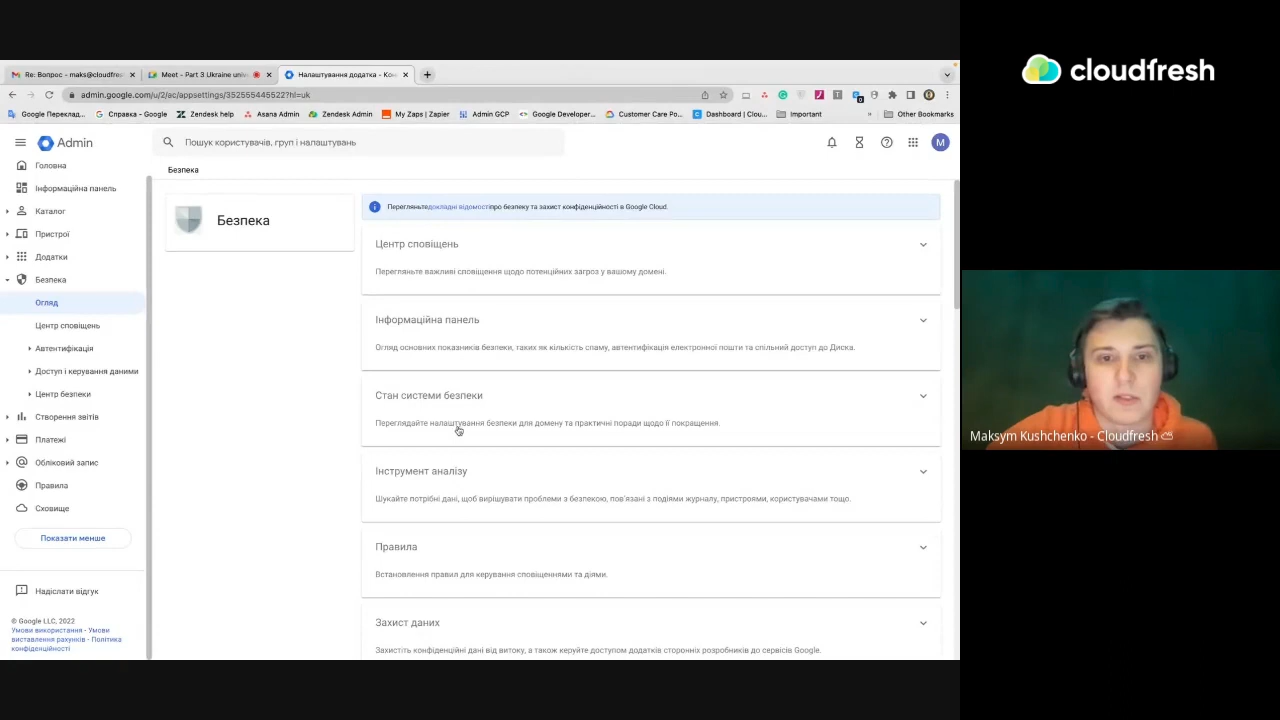 cloudfresh
Re: Вопрос - maks@cloudfre
Meet - Part 3 Ukraine univ
Налаштування додатка - Ко
admin.google.com/u/2/ac/appsettings/352555445522?hl=uk
Google Переклад...
Справка - Google
Zendesk help
Asana Admin
Zendesk Admin
My Zaps | Zapier
Admin GCP
Google Developer...
Customer Care Po...
Dashboard | Clou...
Important
Other Bookmarks
Admin
Пошук користувачів, груп і налаштувань
M
Головна
Інформаційна панель
Каталог
Пристрої
Додатки
Безпека
Огляд
Центр сповіщень
Автентифікація
Доступ і керування даними
Центр безпеки
Створення звітів
Платежі
Обліковий запис
Правила
Сховище
Показати менше
Надіслати відгук
© Google LLC, 2022
Умови використання - Умови
виставлення рахунків - Політика
конфіденційності
Безпека
Безпека
Перегляньте докладні відомості про безпеку та захист конфіденційності в Google Cloud.
Центр сповіщень
Перегляньте важливі сповіщення щодо потенційних загроз у вашому домені.
Інформаційна панель
Огляд основних показників безпеки, таких як кількість спаму, автентифікація електронної пошти та спільний доступ до Диска.
Стан системи безпеки
Переглядайте налаштування безпеки для домену та практичні поради щодо її покращення.
Інструмент аналізу
Шукайте потрібні дані, щоб вирішувати проблеми з безпекою, пов'язані з подіями журналу, пристроями, користувачами тощо.
Правила
Встановлення правил для керування сповіщеннями та діями.
Захист даних
Захистіть конфіденційні дані від витоку, а також керуйте доступом додатків сторонніх розробників до сервісів Google.
Maksym Kushchenko - Cloudfresh